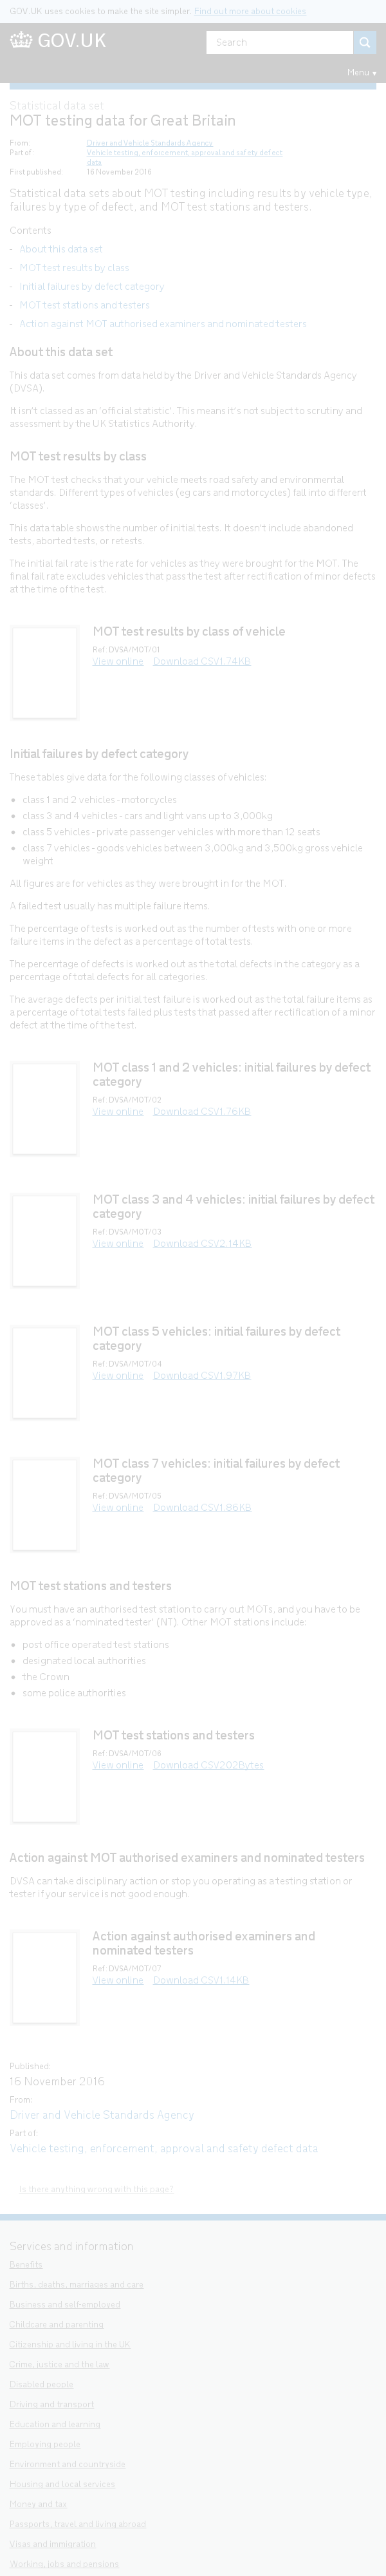 GOV.UK uses cookies to make the site simpler. Find out more about cookies
GOV.UK
Search
Menu
Statistical data set
MOT testing data for Great Britain
From: Driver and Vehicle Standards Agency
Part of: Vehicle testing, enforcement, approval and safety defect
data
First published: 16 November 2016
Statistical data sets about MOT testing including results by vehicle type,
failures by type of defect, and MOT test stations and testers.
Contents
- About this data set
- MOT test results by class
- Initial failures by defect category
- MOT test stations and testers
- Action against MOT authorised examiners and nominated testers
About this data set
This data set comes from data held by the Driver and Vehicle Standards Agency
(DVSA).
It isn't classed as an 'official statistic'. This means it's not subject to scrutiny and
assessment by the UK Statistics Authority.
MOT test results by class
The MOT test checks that your vehicle meets road safety and environmental
standards. Different types of vehicles (eg cars and motorcycles) fall into different
'classes'.
This data table shows the number of initial tests. It doesn't include abandoned
tests, aborted tests, or retests.
The initial fail rate is the rate for vehicles as they were brought for the MOT. The
final fail rate excludes vehicles that pass the test after rectification of minor defects
at the time of the test.
MOT test results by class of vehicle
Ref: DVSA/MOT/01
View online Download CSV1.74KB
Initial failures by defect category
These tables give data for the following classes of vehicles:
• class 1 and 2 vehicles - motorcycles
• class 3 and 4 vehicles - cars and light vans up to 3,000kg
• class 5 vehicles - private passenger vehicles with more than 12 seats
• class 7 vehicles - goods vehicles between 3,000kg and 3,500kg gross vehicle
weight
All figures are for vehicles as they were brought in for the MOT.
A failed test usually has multiple failure items.
The percentage of tests is worked out as the number of tests with one or more
failure items in the defect as a percentage of total tests.
The percentage of defects is worked out as the total defects in the category as a
percentage of total defects for all categories.
The average defects per initial test failure is worked out as the total failure items as
a percentage of total tests failed plus tests that passed after rectification of a minor
defect at the time of the test.
MOT class 1 and 2 vehicles: initial failures by defect
category
Ref: DVSA/MOT/02
View online Download CSV1.76KB
MOT class 3 and 4 vehicles: initial failures by defect
category
Ref: DVSA/MOT/03
View online Download CSV2.14KB
MOT class 5 vehicles: initial failures by defect
category
Ref: DVSA/MOT/04
View online Download CSV1.97KB
MOT class 7 vehicles: initial failures by defect
category
Ref: DVSA/MOT/05
View online Download CSV1.86KB
MOT test stations and testers
You must have an authorised test station to carry out MOTs, and you have to be
approved as a 'nominated tester' (NT). Other MOT stations include:
• post office operated test stations
• designated local authorities
• the Crown
• some police authorities
MOT test stations and testers
Ref: DVSA/MOT/06
View online Download CSV202Bytes
Action against MOT authorised examiners and nominated testers
DVSA can take disciplinary action or stop you operating as a testing station or
tester if your service is not good enough.
Action against authorised examiners and
nominated testers
Ref: DVSA/MOT/07
View online Download CSV1.14KB
Published:
16 November 2016
From:
Driver and Vehicle Standards Agency
Part of:
Vehicle testing, enforcement, approval and safety defect data
Is there anything wrong with this page?
Services and information
Benefits
Births, deaths, marriages and care
Business and self-employed
Childcare and parenting
Citizenship and living in the UK
Crime, justice and the law
Disabled people
Driving and transport
Education and learning
Employing people
Environment and countryside
Housing and local services
Money and tax
Passports, travel and living abroad
Visas and immigration
Working, jobs and pensions